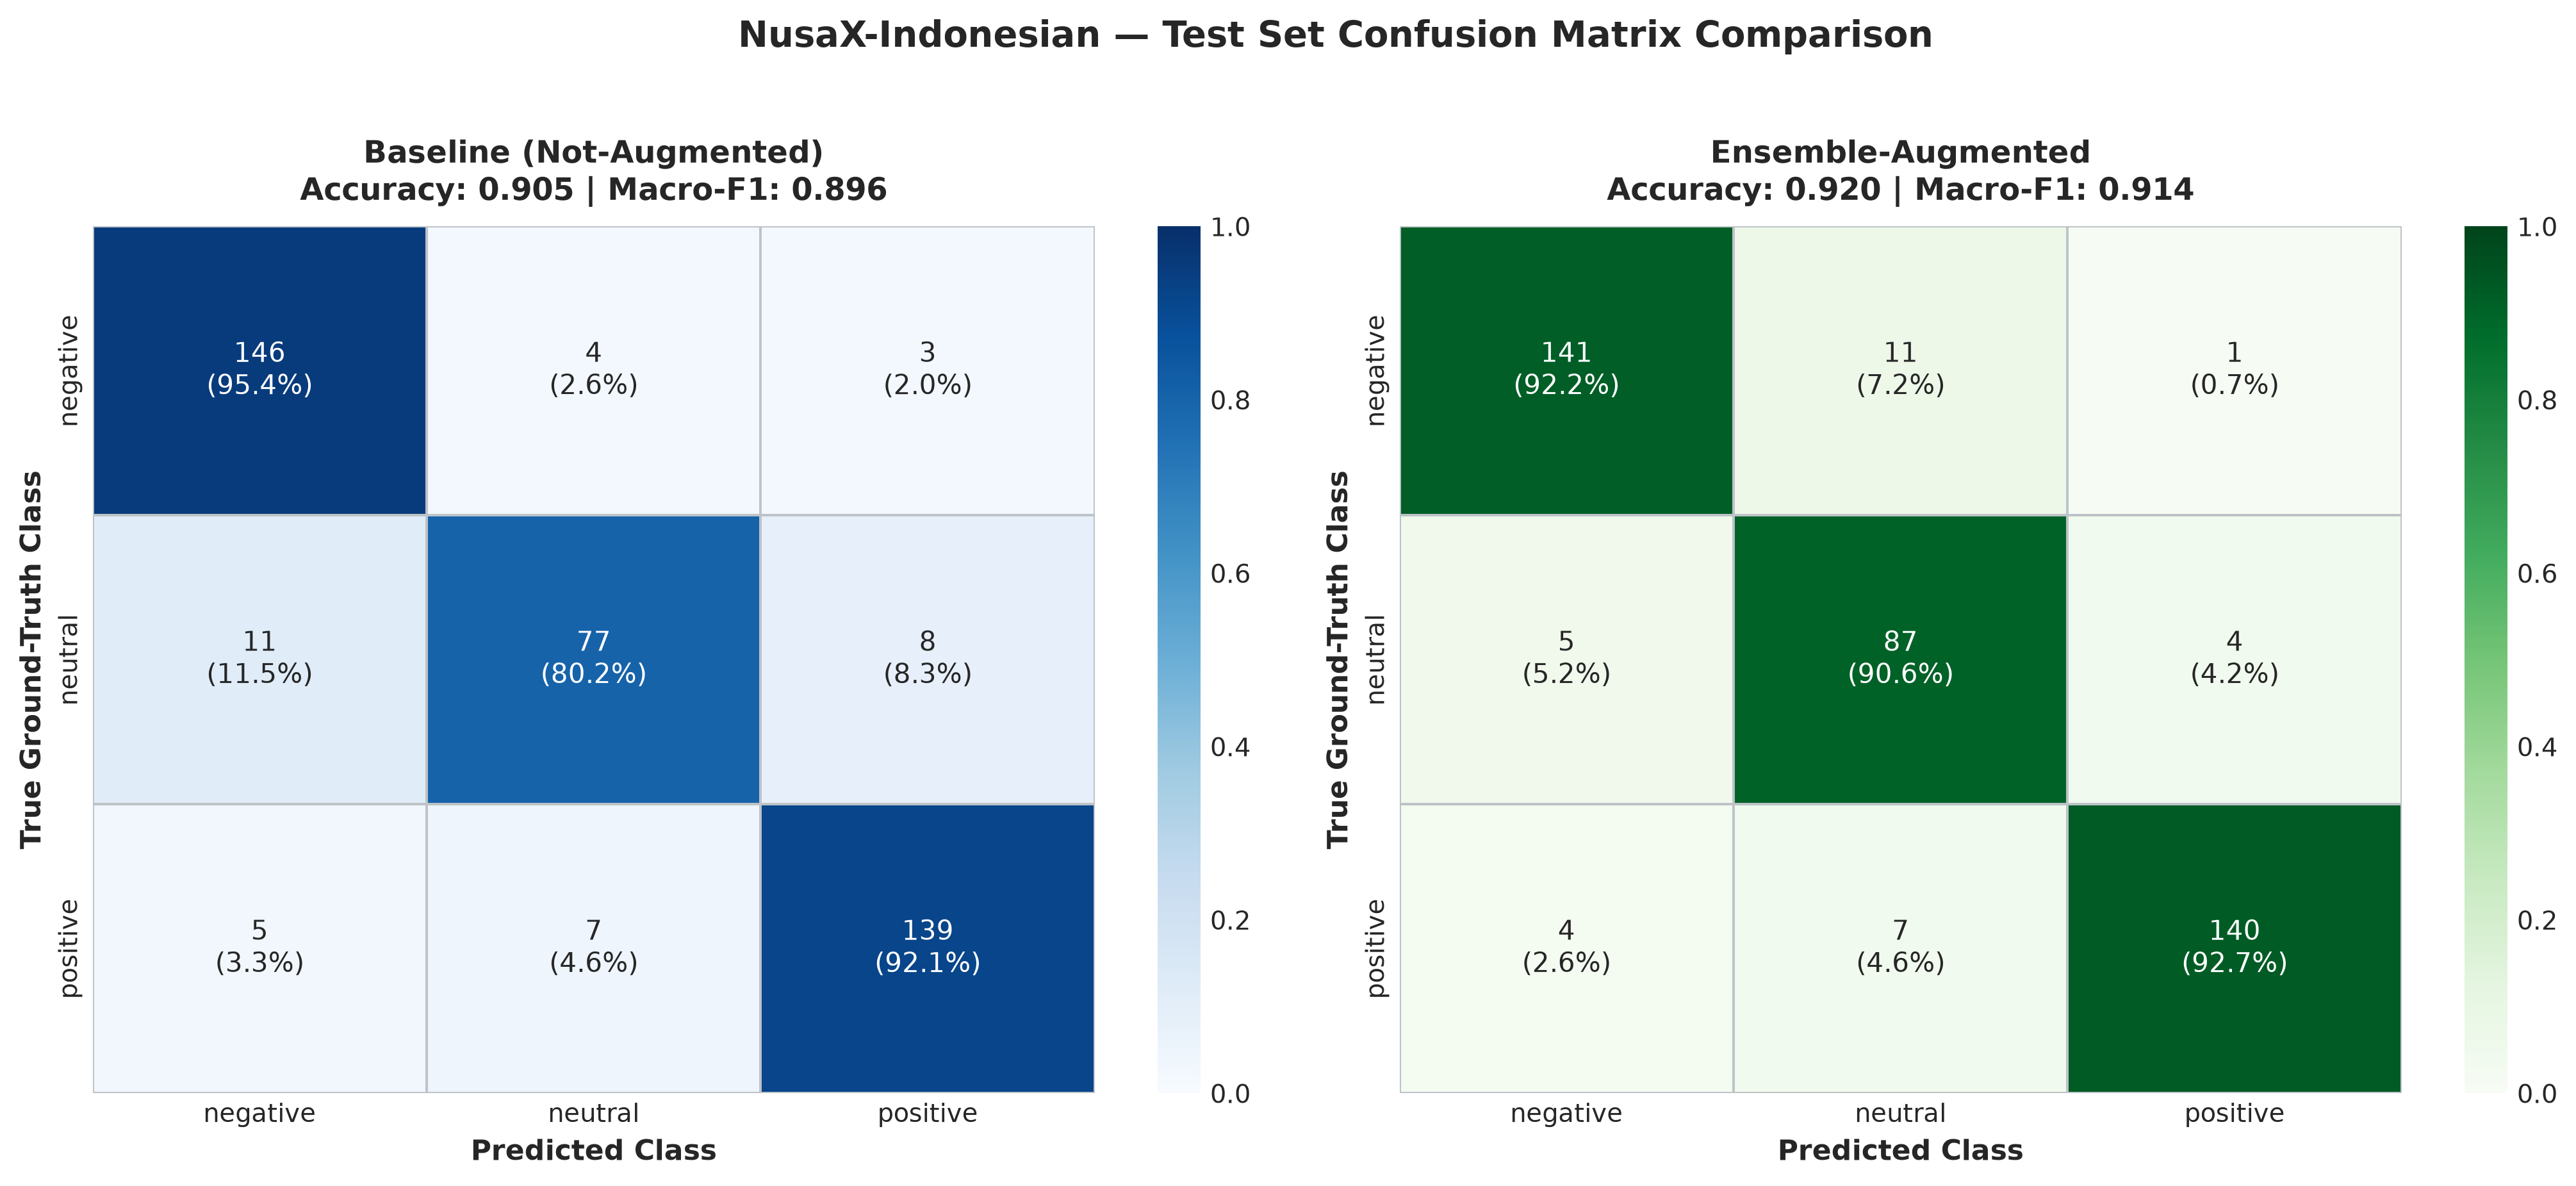 NusaX-Indonesian — Test Set Confusion Matrix Comparison
Baseline (Not-Augmented)
Accuracy: 0.905 | Macro-F1: 0.896
True Ground-Truth Class
negative
neutral
positive
146
(95.4%)
4
(2.6%)
3
(2.0%)
11
(11.5%)
77
(80.2%)
8
(8.3%)
5
(3.3%)
7
(4.6%)
139
(92.1%)
negative
neutral
positive
Predicted Class
1.0
0.8
0.6
0.4
0.2
0.0
Ensemble-Augmented
Accuracy: 0.920 | Macro-F1: 0.914
True Ground-Truth Class
negative
neutral
positive
141
(92.2%)
11
(7.2%)
1
(0.7%)
5
(5.2%)
87
(90.6%)
4
(4.2%)
4
(2.6%)
7
(4.6%)
140
(92.7%)
negative
neutral
positive
Predicted Class
1.0
0.8
0.6
0.4
0.2
0.0